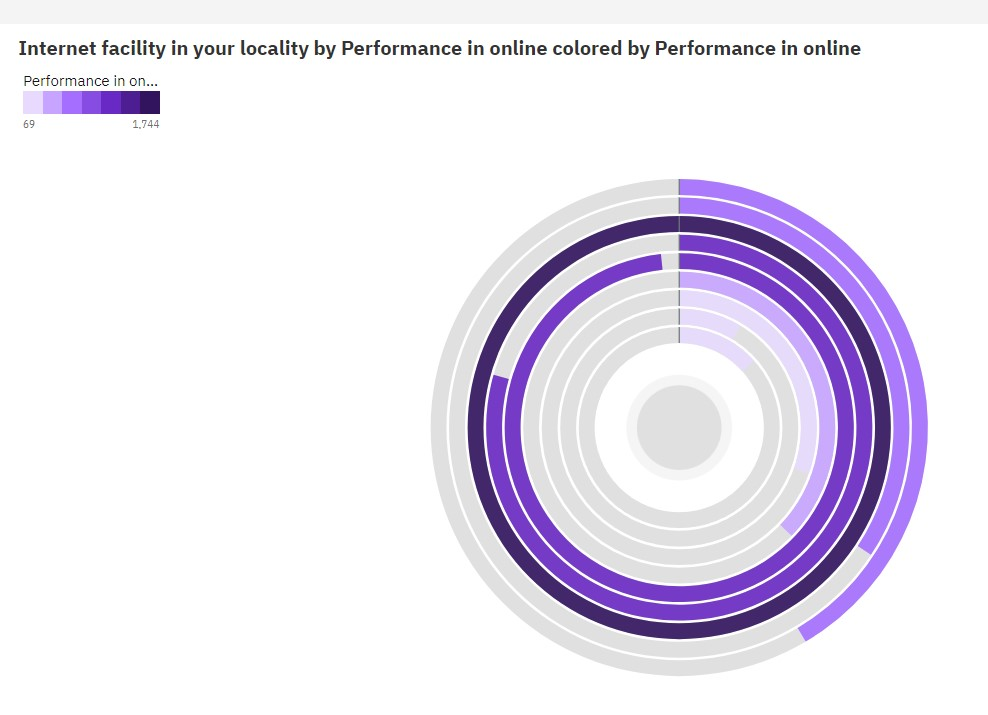 Internet facility in your locality by Performance in online colored by Performance in online
Performance in on...
69 1,744